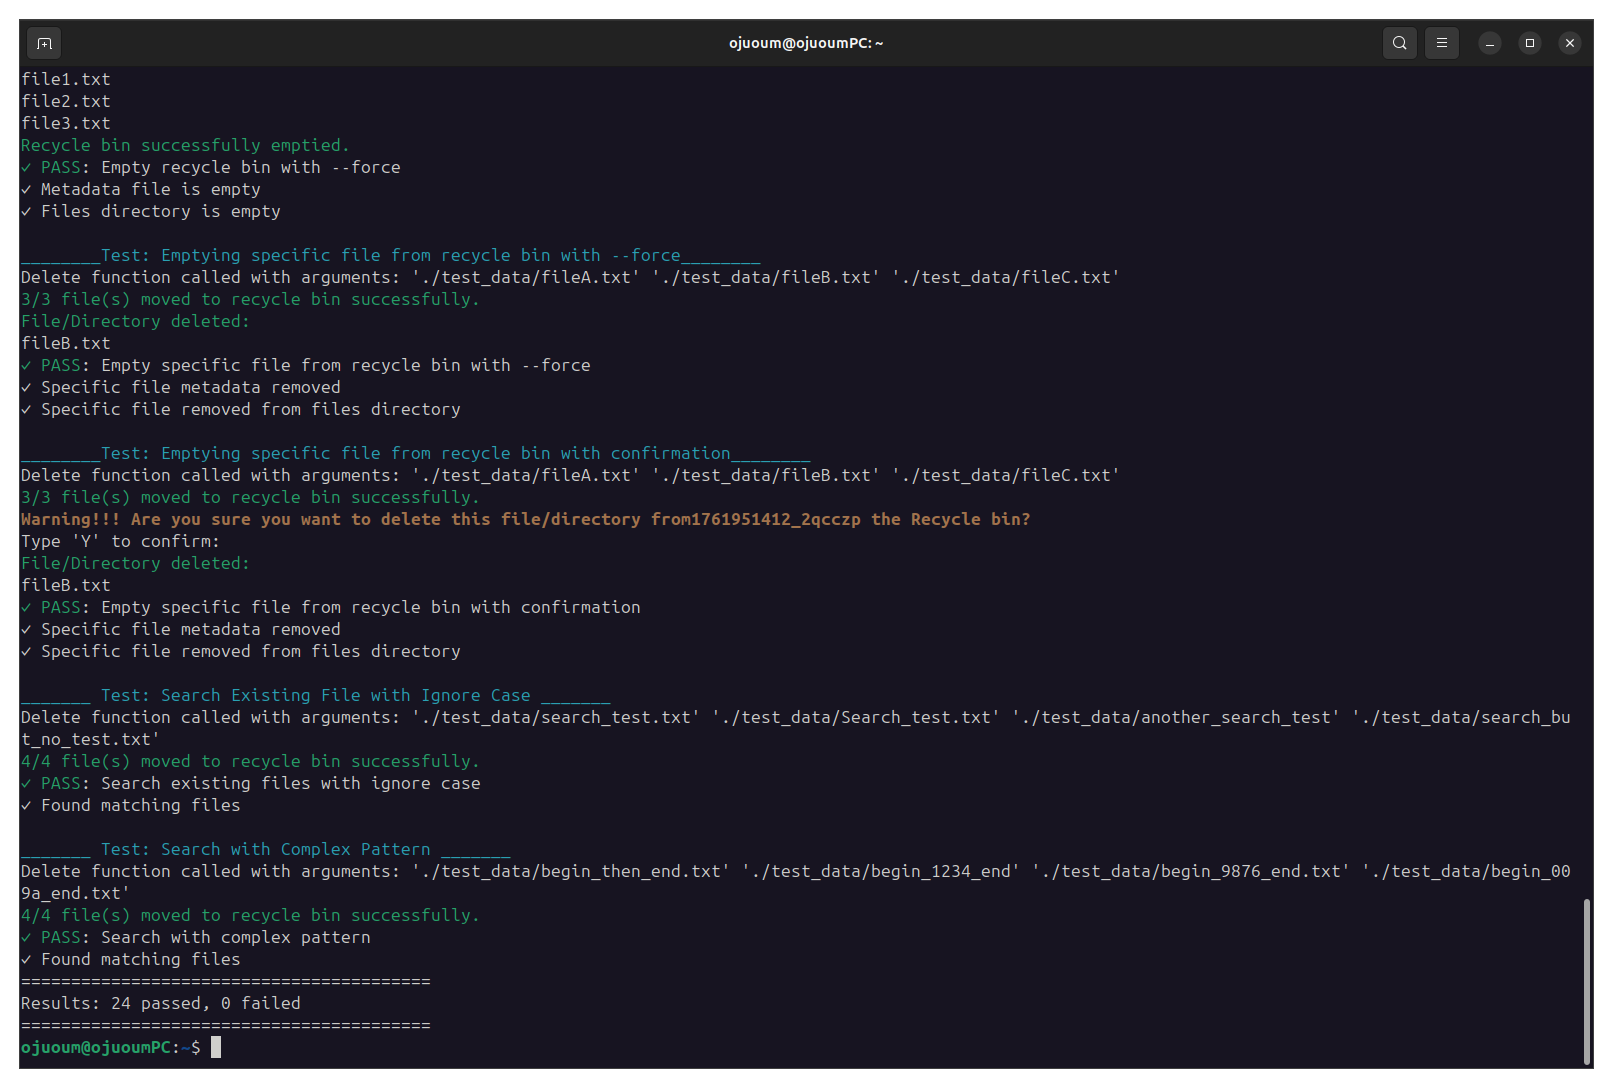 ojuoum@ojuoumPC: ~
file1.txt
file2.txt
file3.txt
Recycle bin successfully emptied.
✓ PASS: Empty recycle bin with --force
✓ Metadata file is empty
✓ Files directory is empty
________Test: Emptying specific file from recycle bin with --force________
Delete function called with arguments: './test_data/fileA.txt' './test_data/fileB.txt' './test_data/fileC.txt'
3/3 file(s) moved to recycle bin successfully.
File/Directory deleted:
fileB.txt
✓ PASS: Empty specific file from recycle bin with --force
✓ Specific file metadata removed
✓ Specific file removed from files directory
________Test: Emptying specific file from recycle bin with confirmation________
Delete function called with arguments: './test_data/fileA.txt' './test_data/fileB.txt' './test_data/fileC.txt'
3/3 file(s) moved to recycle bin successfully.
Warning!!! Are you sure you want to delete this file/directory from1761951412_2qcczp the Recycle bin?
Type 'Y' to confirm:
File/Directory deleted:
fileB.txt
✓ PASS: Empty specific file from recycle bin with confirmation
✓ Specific file metadata removed
✓ Specific file removed from files directory
_______ Test: Search Existing File with Ignore Case _______
Delete function called with arguments: './test_data/search_test.txt' './test_data/Search_test.txt' './test_data/another_search_test' './test_data/search_bu
t_no_test.txt'
4/4 file(s) moved to recycle bin successfully.
✓ PASS: Search existing files with ignore case
✓ Found matching files
_______ Test: Search with Complex Pattern _______
Delete function called with arguments: './test_data/begin_then_end.txt' './test_data/begin_1234_end' './test_data/begin_9876_end.txt' './test_data/begin_00
9a_end.txt'
4/4 file(s) moved to recycle bin successfully.
✓ PASS: Search with complex pattern
✓ Found matching files
=========================================
Results: 24 passed, 0 failed
=========================================
ojuoum@ojuoumPC:~$